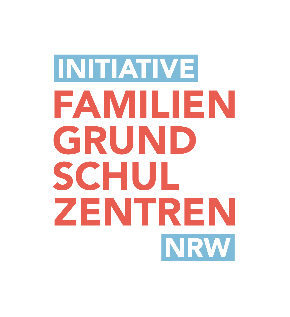 INITIATIVE
FAMILIEN
GRUND
SCHUL
ZENTREN
NRW